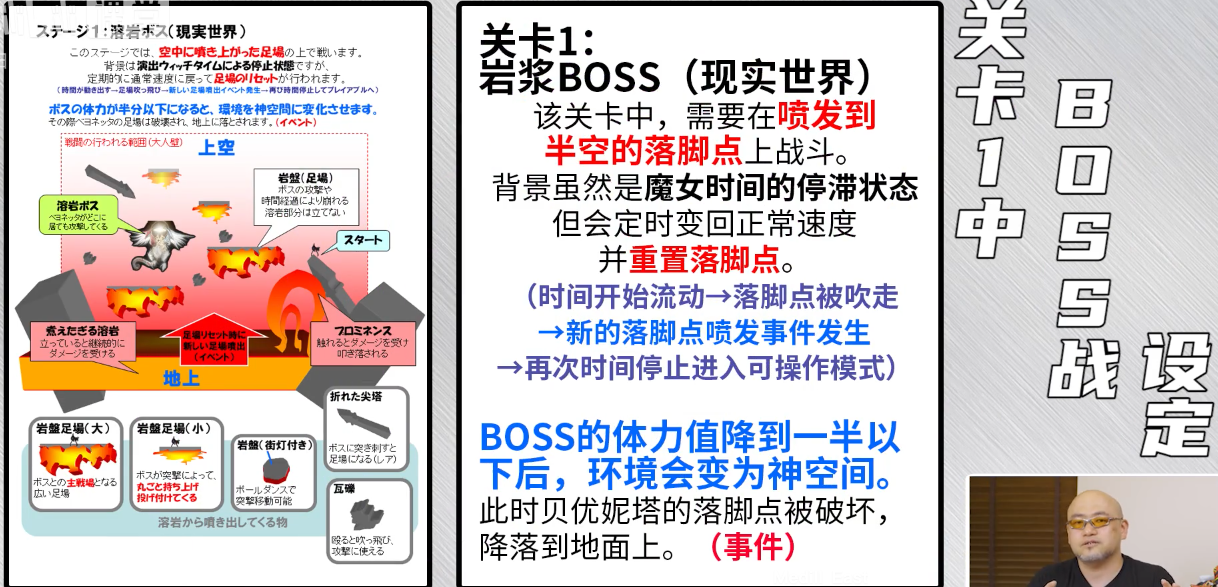 ステージ1:溶岩ボス(現実世界)
このステージでは、空中に噴き上がった足場の上で戦います。
背景は演出ウィッチタイムによる停止状態ですが、
定期的に通常速度に戻って足場のリセットが行われます。
(時間が動き出す→足場吹っ飛び→新しい足場噴出イベント発生→再び時間停止してプレイアブルへ)
ボスの体力が半分以下になると、環境を神空間に変化させます。
その際ベヨネッタの足場は破壊され、地上に落とされます。(イベント)
戦闘の行われる範囲(大人壁)
上空
岩盤(足場)
ボスの攻撃や
時間経過により崩れる
溶岩部分は立てない
溶岩ボス
ベヨネッタがどこに
居ても攻撃してくる
スタート
煮えたぎる溶岩
立っていると継続的に
ダメージを受ける
足場リセット時に
新しい足場噴出
(イベント)
プロミネンス
触れるとダメージを受け
叩き落される
地上
岩盤足場(大)
ボスとの主戦場となる
広い足場
岩盤足場(小)
ボスが突撃によって、
丸ごと持ち上げ
投げ付けてくる
岩盤(街灯付き)
ポールダンスで
突撃移動可能
折れた尖塔
ボスに突き刺すと
足場になる(レア)
瓦礫
殴ると吹っ飛び、
攻撃に使える
溶岩から噴き出してくる物
关卡1:
岩浆BOSS(现实世界)
该关卡中,需要在喷发到
半空的落脚点上战斗。
背景虽然是魔女时间的停滞状态
但会定时变回正常速度
并重置落脚点。
(时间开始流动→落脚点被吹走
→新的落脚点喷发事件发生
→再次时间停止进入可操作模式)
BOSS的体力值降到一半以
下后,环境会变为神空间。
此时贝优妮塔的落脚点被破坏,
降落到地面上。(事件)
关卡1中
BOSS战
设定